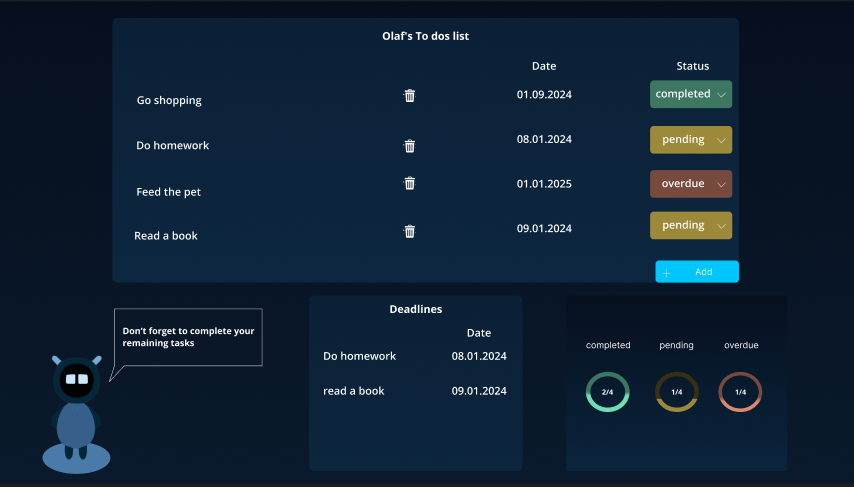 Olaf's To dos list
Date Status
Go shopping 01.09.2024 completed
Do homework 08.01.2024 pending
Feed the pet 01.01.2025 overdue
Read a book 09.01.2024 pending
+ Add
Don't forget to complete your
remaining tasks
Deadlines
Date
Do homework 08.01.2024
read a book 09.01.2024
completed pending overdue
2/4 1/4 1/4